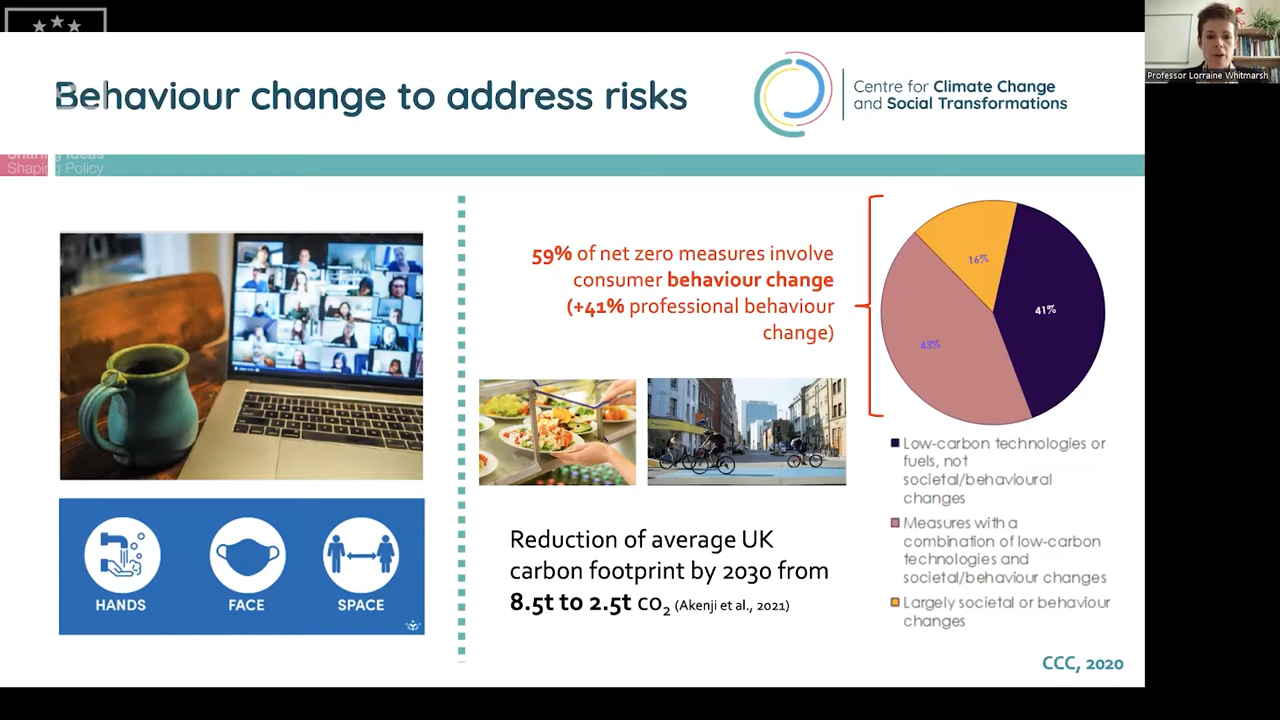 Behaviour change to address risks
Centre for Climate Change
and Social Transformations
Professor Lorraine Whitmarsh
Sharing Ideas
Shaping Policy
59% of net zero measures involve
consumer behaviour change
(+41% professional behaviour
change)
16%
41%
43%
HANDS
FACE
SPACE
Reduction of average UK
carbon footprint by 2030 from
8.5t to 2.5t CO₂ (Akenji et al., 2021)
Low-carbon technologies or
fuels, not
societal/behavioural
changes
Measures with a
combination of low-carbon
technologies and
societal/behaviour changes
Largely societal or behaviour
changes
CCC, 2020